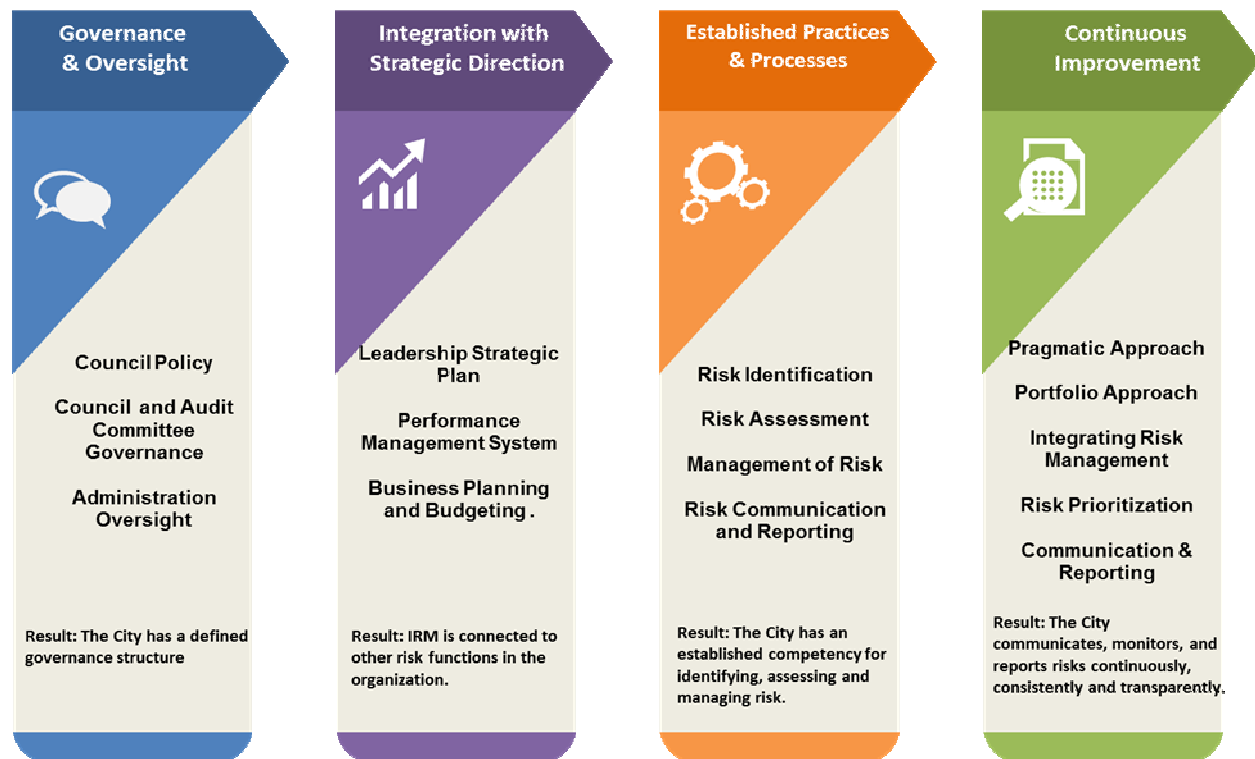 Governance
& Oversight
Council Policy
Council and Audit
Committee
Governance
Administration
Oversight
Result: The City has a defined
governance structure
Integration with
Strategic Direction
Leadership Strategic
Plan
Performance
Management System
Business Planning
and Budgeting .
Result: IRM is connected to
other risk functions in the
organization.
Established Practices
& Processes
Risk Identification
Risk Assessment
Management of Risk
Risk Communication
and Reporting
Result: The City has an
established competency for
identifying, assessing and
managing risk.
Continuous
Improvement
Pragmatic Approach
Portfolio Approach
Integrating Risk
Management
Risk Prioritization
Communication &
Reporting
Result: The City
communicates, monitors, and
reports risks continuously,
consistently and transparently.